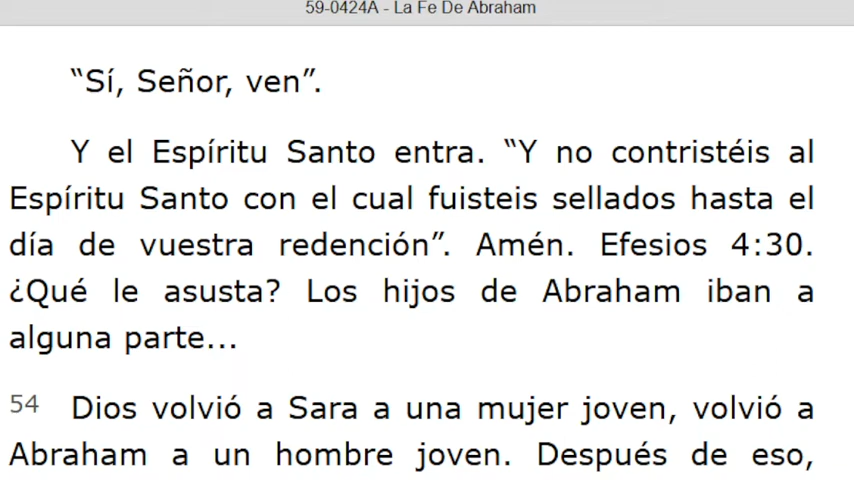 59-0424A - La Fe De Abraham
“Sí, Señor, ven”.
Y el Espíritu Santo entra. “Y no contristéis al
Espíritu Santo con el cual fuisteis sellados hasta el
día de vuestra redención”. Amén. Efesios 4:30.
¿Qué le asusta? Los hijos de Abraham iban a
alguna parte...
54 Dios volvió a Sara a una mujer joven, volvió a
Abraham a un hombre joven. Después de eso,